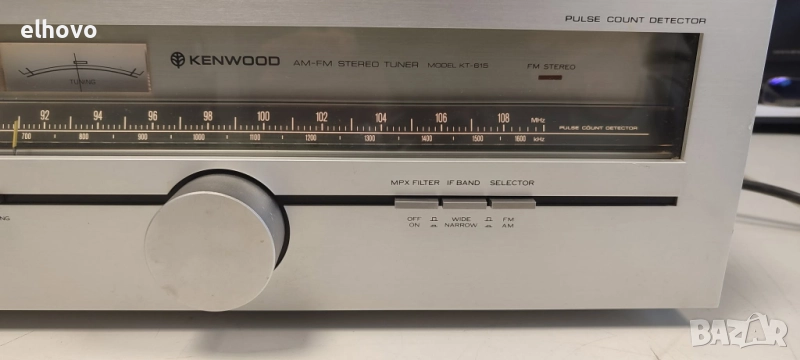 elhovo
PULSE COUNT DETECTOR
TUNING
KENWOOD AM-FM STEREO TUNER MODEL KT-815
FM STEREO
92 94 96 98 100 102 104 106 108 MHz
700 800 900 1000 1100 1200 1300 1400 1500 1600 kHz
PULSE COUNT DETECTOR
MPX FILTER IF BAND SELECTOR
OFF WIDE FM
ON NARROW AM
NG
BAZAR